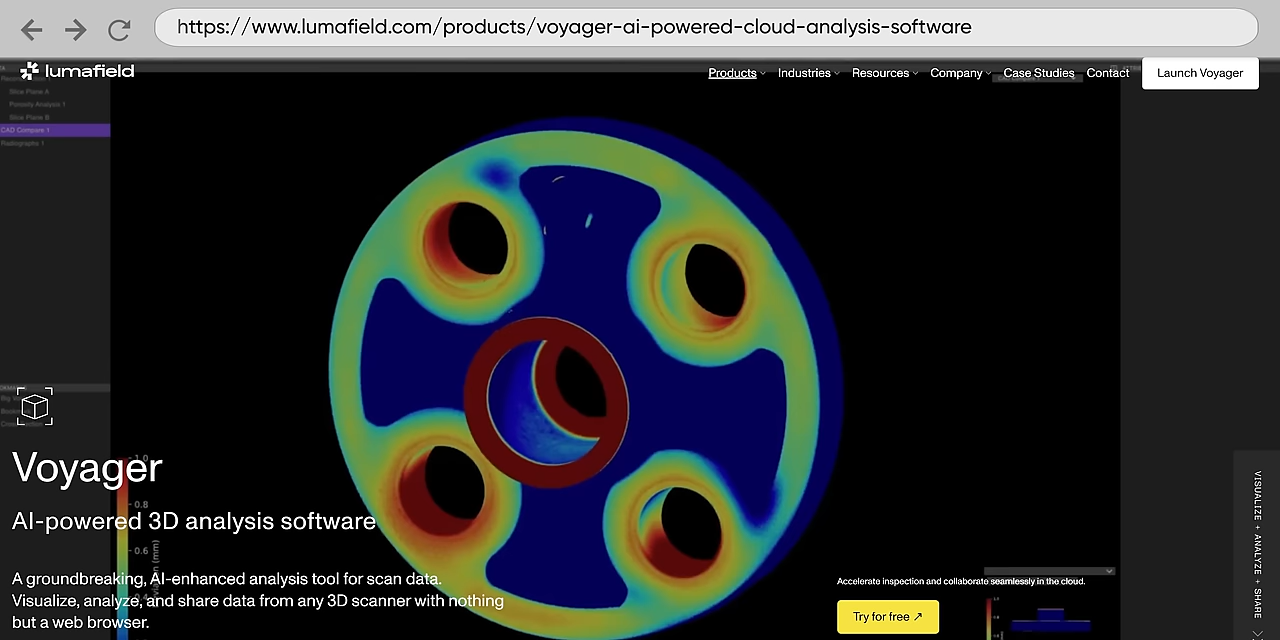 https://www.lumafield.com/products/voyager-ai-powered-cloud-analysis-software
lumafield
Products
Industries
Resources
Company
Case Studies
Contact
Launch Voyager
Slice Plane A
Porosity Analysis 1
Slice Plane B
CAD Compare 1
Radiographs 1
Voyager
1.0
0.8
AI-powered 3D analysis software
0.6
(mm)
A groundbreaking, AI-enhanced analysis tool for scan data.
Visualize, analyze, and share data from any 3D scanner with nothing
but a web browser.
Accelerate inspection and collaborate seamlessly in the cloud.
Try for free ↗
VISUALIZE + ANALYZE + SHARE